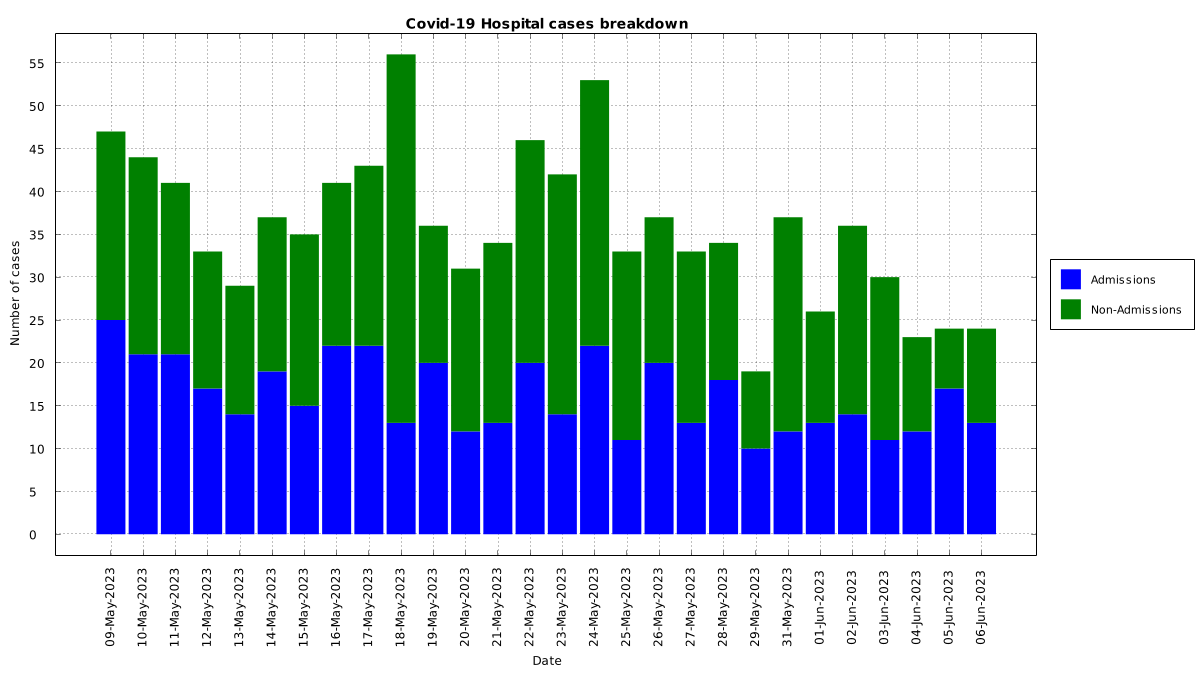 Covid-19 Hospital cases breakdown
Number of cases
55
50
45
40
35
30
25
20
15
10
5
0
09-May-2023
10-May-2023
11-May-2023
12-May-2023
13-May-2023
14-May-2023
15-May-2023
16-May-2023
17-May-2023
18-May-2023
19-May-2023
20-May-2023
21-May-2023
22-May-2023
23-May-2023
24-May-2023
25-May-2023
26-May-2023
27-May-2023
28-May-2023
29-May-2023
31-May-2023
01-Jun-2023
02-Jun-2023
03-Jun-2023
04-Jun-2023
05-Jun-2023
06-Jun-2023
Date
Admissions
Non-Admissions